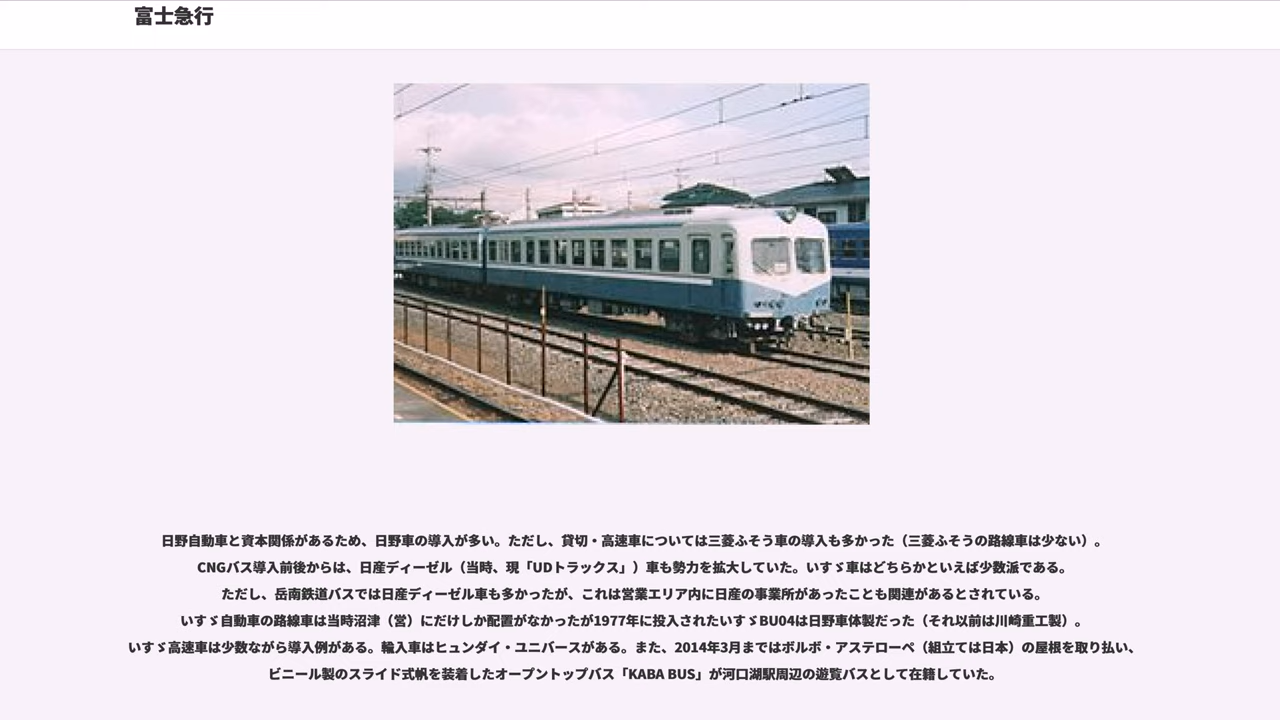 富士急行
日野自動車と資本関係があるため、日野車の導入が多い。ただし、貸切・高速車については三菱ふそう車の導入も多かった（三菱ふそうの路線車は少ない）。
CNGバス導入前後からは、日産ディーゼル（当時、現「UDトラックス」）車も勢力を拡大していた。いすゞ車はどちらかといえば少数派である。
ただし、岳南鉄道バスでは日産ディーゼル車も多かったが、これは営業エリア内に日産の事業所があったことも関連があるとされている。
いすゞ自動車の路線車は当時沼津（営）にだけしか配置がなかったが1977年に投入されたいすゞBU04は日野車体製だった（それ以前は川崎重工製）。
いすゞ高速車は少数ながら導入例がある。輸入車はヒュンダイ・ユニバースがある。また、2014年3月まではボルボ・アステローペ（組立ては日本）の屋根を取り払い、
ビニール製のスライド式帆を装着したオープントップバス「KABA BUS」が河口湖駅周辺の遊覧バスとして在籍していた。